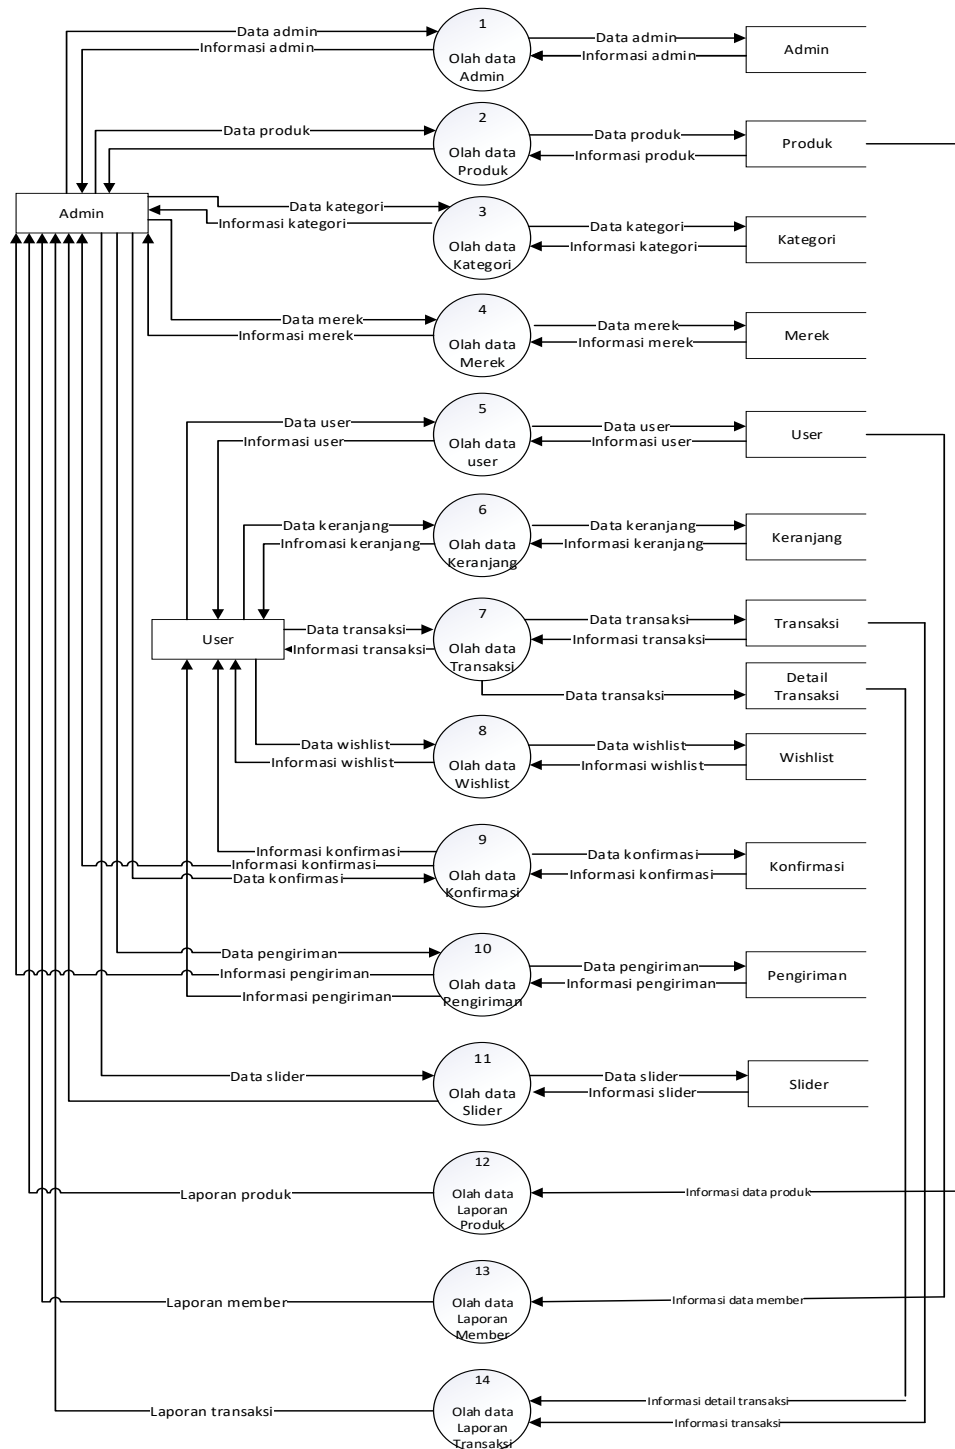 1
Data admin
Informasi admin
Olah data
Admin
Data admin
Informasi admin
Admin
2
Data produk
Olah data
Produk
Data produk
Informasi produk
Produk
Admin
3
Data kategori
Informasi kategori
Olah data
Kategori
Data kategori
Informasi kategori
Kategori
4
Data merek
Informasi merek
Olah data
Merek
Data merek
Informasi merek
Merek
5
Data user
Informasi user
Olah data
user
Data user
Informasi user
User
6
Data keranjang
Infromasi keranjang
Olah data
Keranjang
Data keranjang
Informasi keranjang
Keranjang
User
7
Data transaksi
Informasi transaksi
Olah data
Transaksi
Data transaksi
Informasi transaksi
Transaksi
Data transaksi
Detail
Transaksi
8
Data wishlist
Informasi wishlist
Olah data
Wishlist
Data wishlist
Informasi wishlist
Wishlist
9
Informasi konfirmasi
Informasi konfirmasi
Data konfirmasi
Olah data
Konfirmasi
Data konfirmasi
Informasi konfirmasi
Konfirmasi
10
Data pengiriman
Informasi pengiriman
Informasi pengiriman
Olah data
Pengiriman
Data pengiriman
Informasi pengiriman
Pengiriman
11
Data slider
Olah data
Slider
Data slider
Informasi slider
Slider
12
Laporan produk
Olah data
Laporan
Produk
Informasi data produk
13
Laporan member
Olah data
Laporan
Member
Informasi data member
14
Laporan transaksi
Olah data
Laporan
Transaksi
Informasi detail transaksi
Informasi transaksi